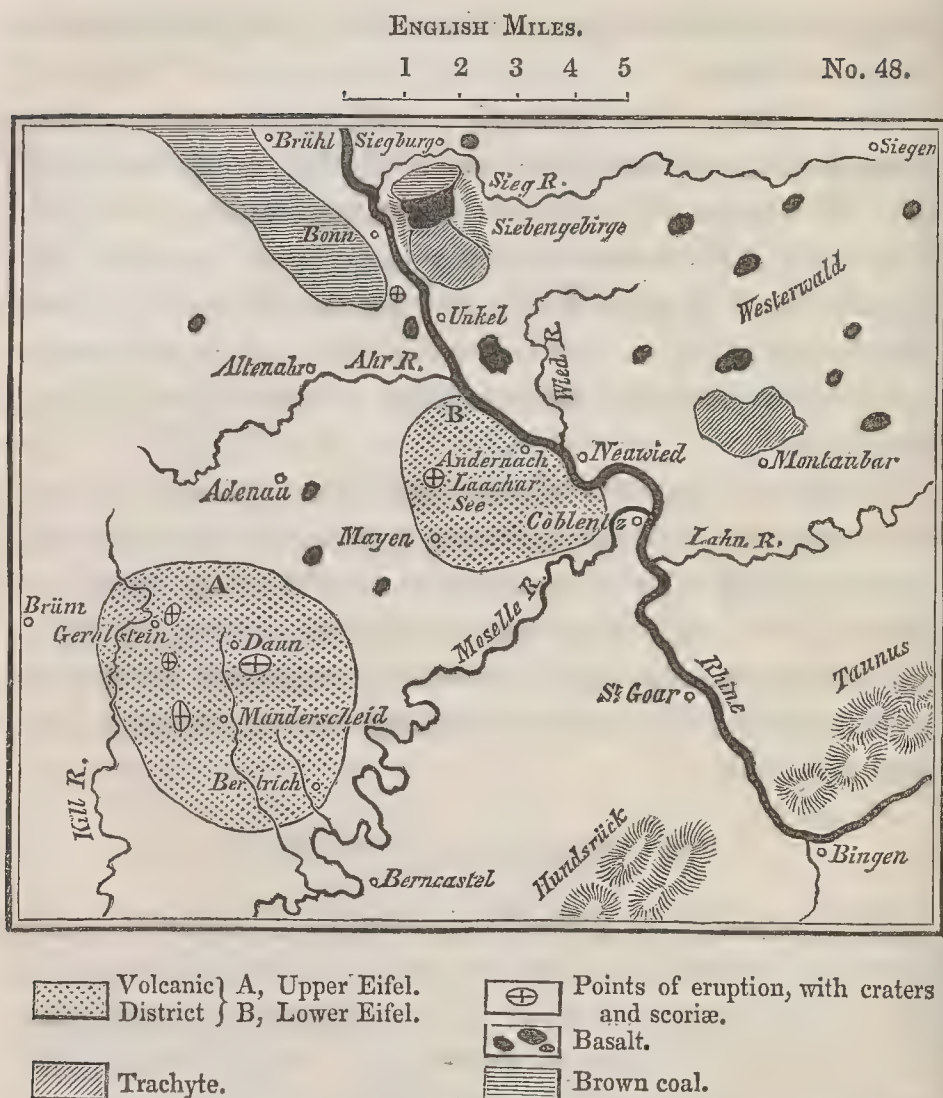 ENGLISH MILES.
1 2 3 4 5
No. 48.
Brühl
Siegburg
Siegen
Sieg R.
Bonn
Siebengebirge
Westerwald
Unkel
Wied R.
Altenahr
Ahr R.
B
Neuwied
Andernach
Laachar
See
Montaubar
Adenau
Coblentz
Mayen
Lahn R.
A
Moselle R.
Brüm
Gerolstein
Daun
Taunus
Rhine
St. Goar
Manderscheid
Bertrich
Kill R.
Hundsrück
Bingen
Berncastel
Volcanic } A, Upper Eifel.
District } B, Lower Eifel.
Points of eruption, with craters
and scoriæ.
Basalt.
Trachyte.
Brown coal.